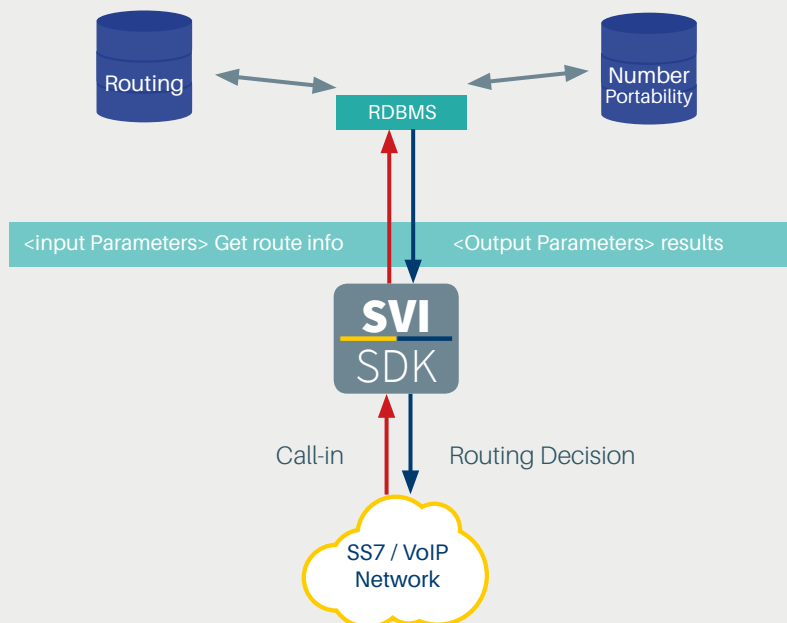 Routing
Number
Portability
RDBMS
<input Parameters> Get route info
<Output Parameters> results
SVI
SDK
Call-in
Routing Decision
SS7 / VoIP
Network